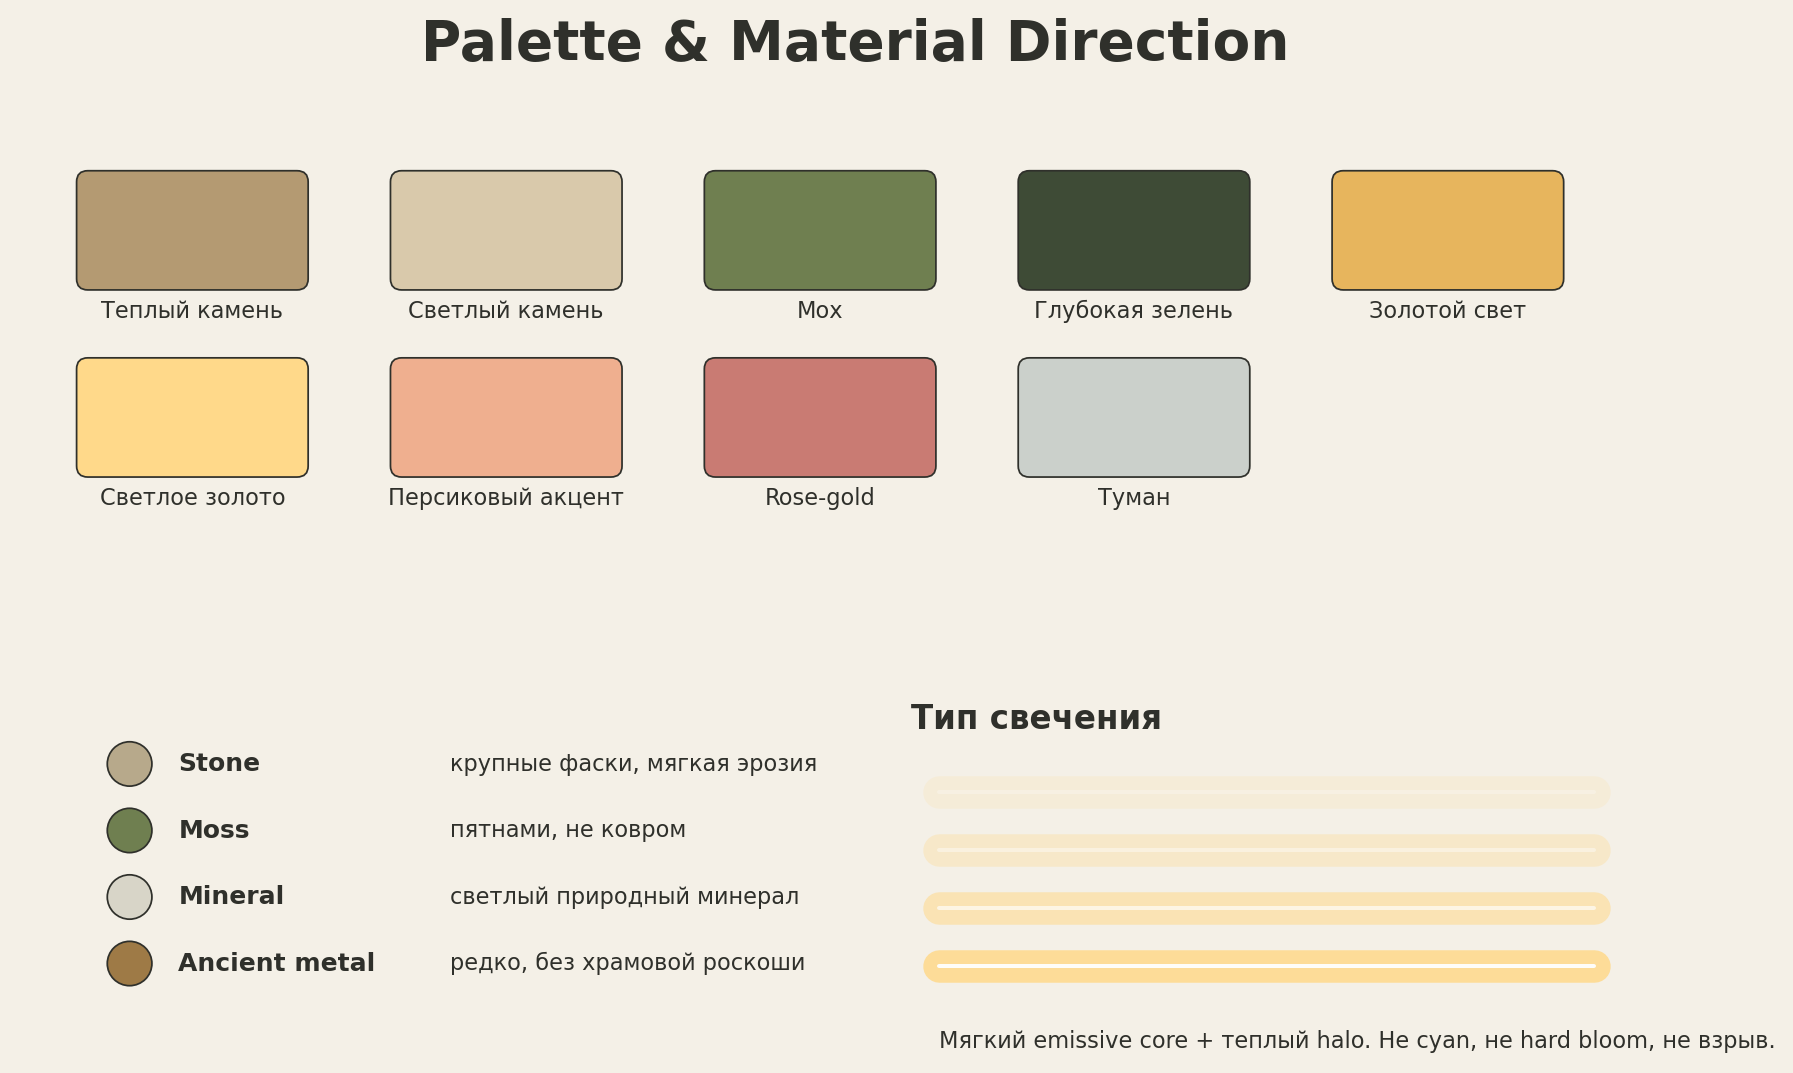 Palette & Material Direction
Теплый камень
Светлый камень
Мох
Глубокая зелень
Золотой свет
Светлое золото
Персиковый акцент
Rose-gold
Туман
Stone
крупные фаски, мягкая эрозия
Moss
пятнами, не ковром
Mineral
светлый природный минерал
Ancient metal
редко, без храмовой роскоши
Тип свечения
Мягкий emissive core + теплый halo. Не cyan, не hard bloom, не взрыв.